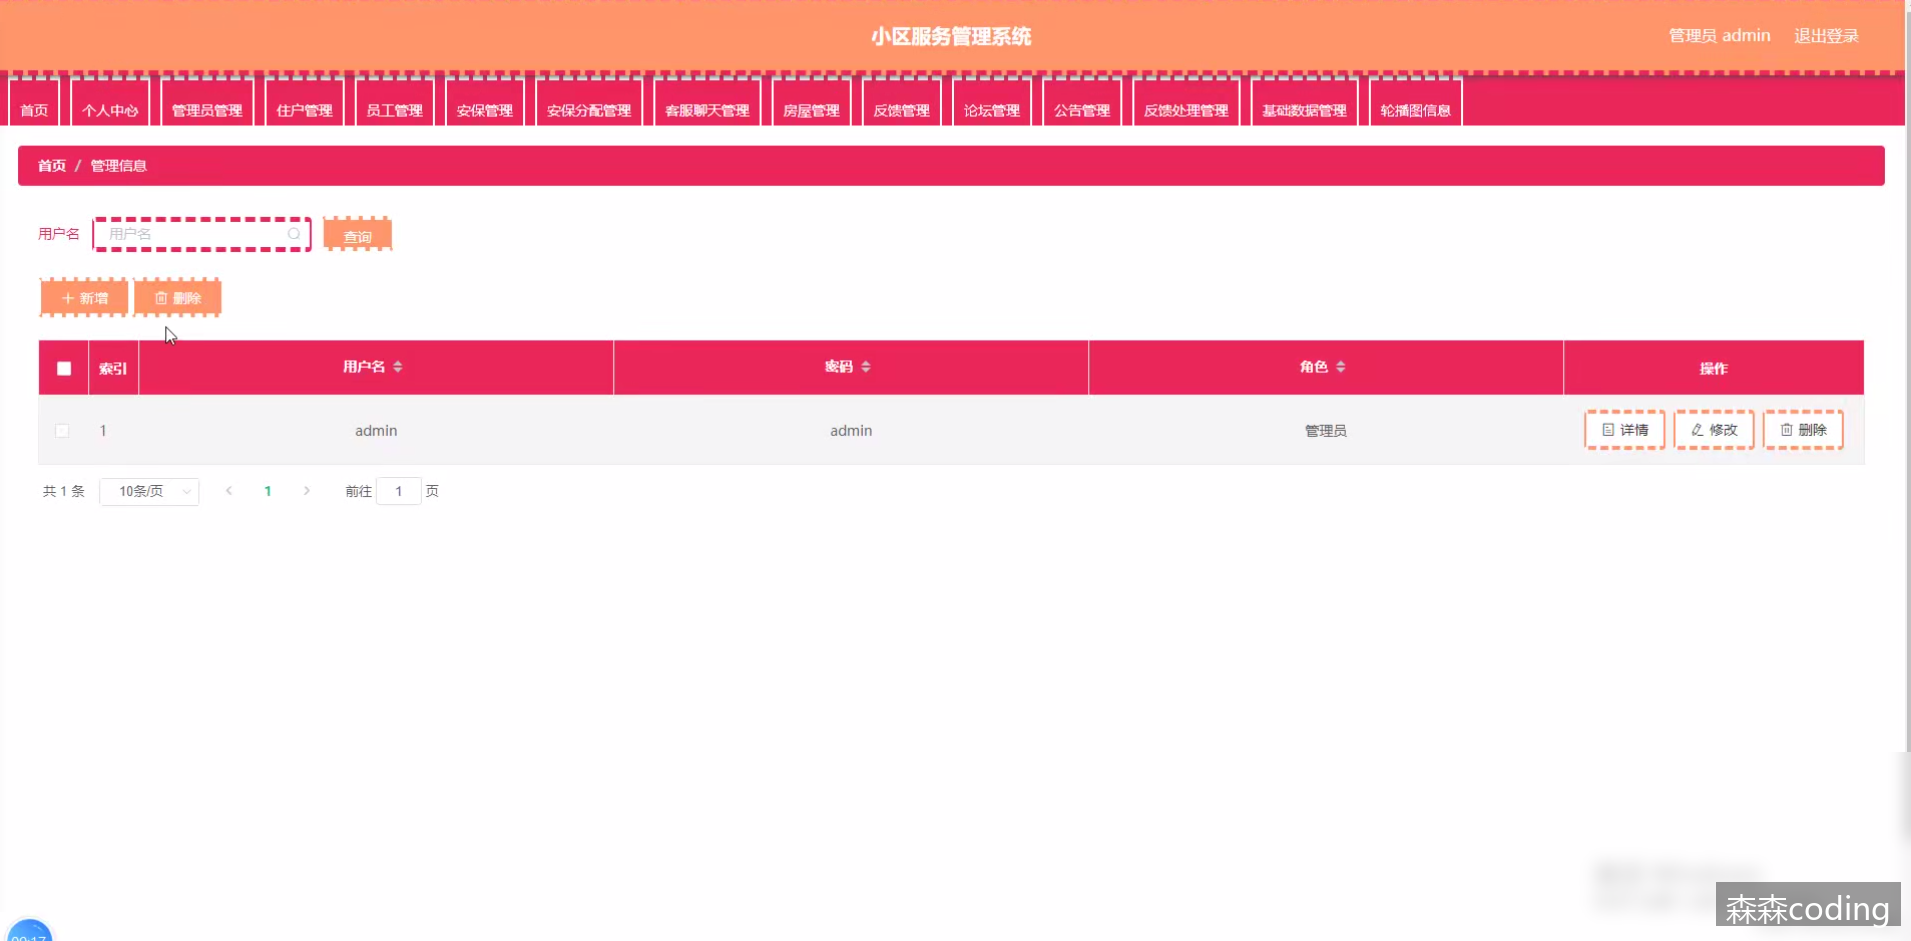 小区服务管理系统
管理员 admin 退出登录
首页 个人中心 管理员管理 住户管理 员工管理 安保管理 安保分配管理 客服聊天管理 房屋管理 反馈管理 论坛管理 公告管理 反馈处理管理 基础数据管理 轮播图信息
首页 / 管理信息
用户名 用户名 查询
新增 删除
索引 用户名 密码 角色 操作
1 admin admin 管理员 详情 修改 删除
共 1 条 10条/页 1 前往 1 页
森森coding
00:17